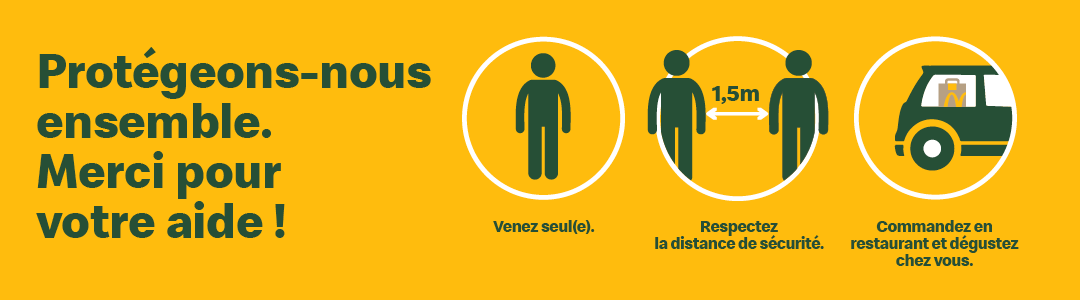 Protégeons-nous
ensemble.
Merci pour
votre aide !
1,5m
Venez seul(e).
Respectez
la distance de sécurité.
Commandez en
restaurant et dégustez
chez vous.